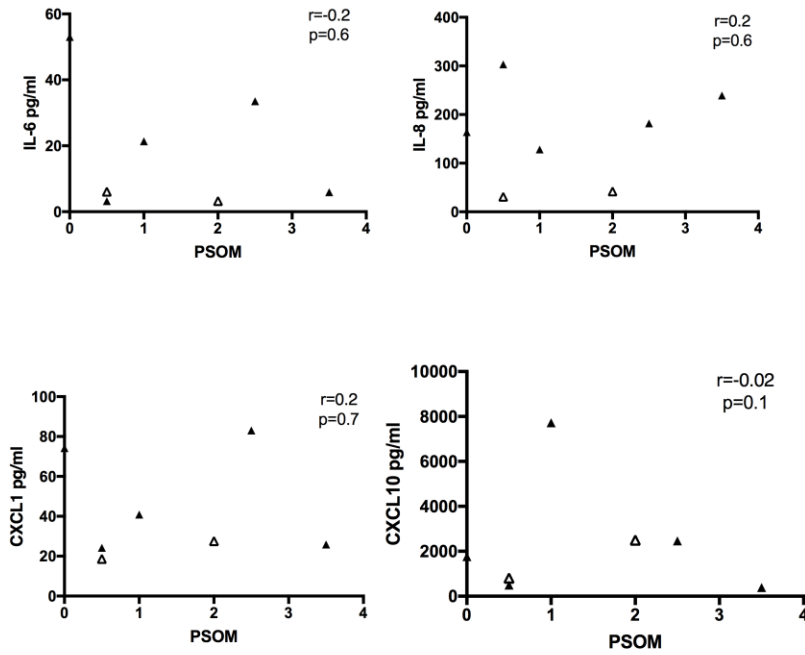 r=-0.2
p=0.6
60
40
20
0
IL-6 pg/ml
0 1 2 3 4
PSOM
r=0.2
p=0.6
400
300
200
100
0
IL-8 pg/ml
0 1 2 3 4
PSOM
r=0.2
p=0.7
100
80
60
40
20
0
CXCL1 pg/ml
0 1 2 3 4
PSOM
r=-0.02
p=0.1
10000
8000
6000
4000
2000
0
CXCL10 pg/ml
0 1 2 3 4
PSOM